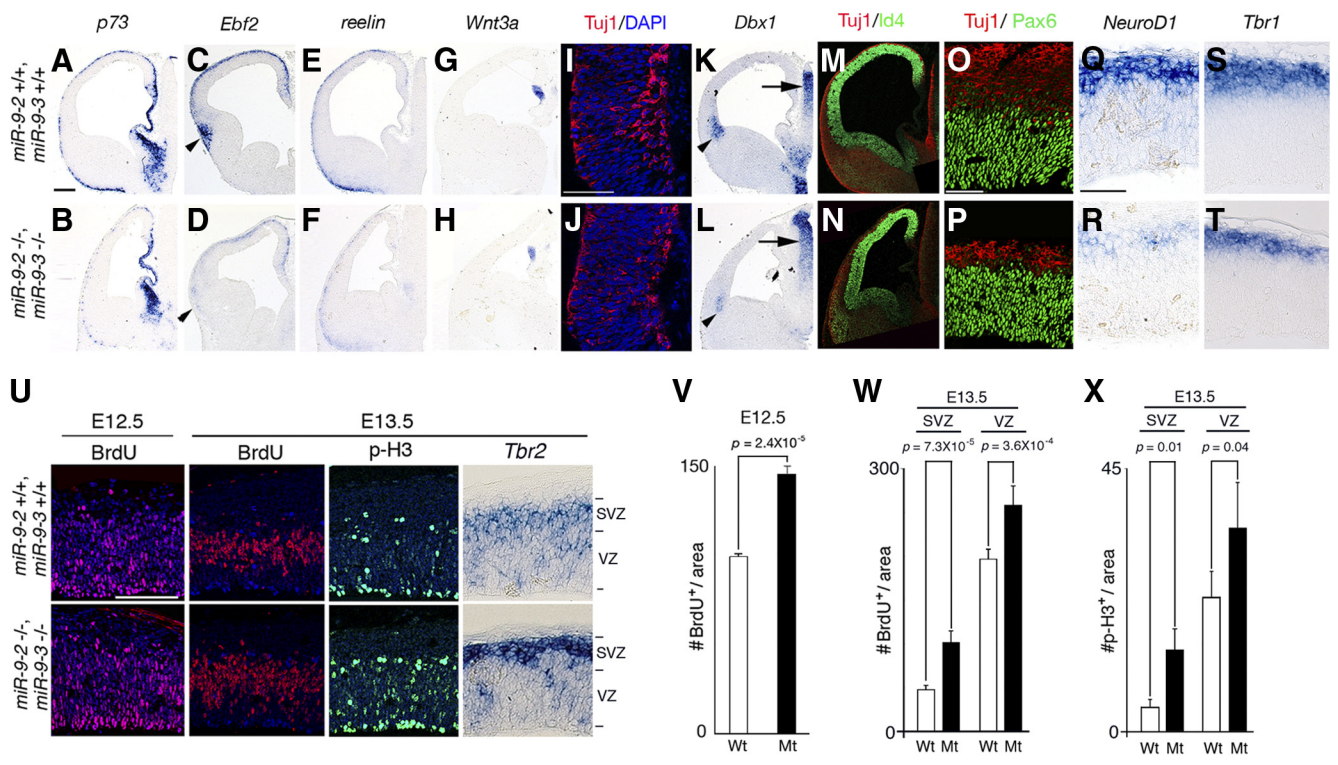 p73 Ebf2 reelin Wnt3a Tuj1/DAPI Dbx1 Tuj1/Id4 Tuj1/ Pax6 NeuroD1 Tbr1
miR-9-2 +/+,
miR-9-3 +/+
A C E G I K M O Q S
miR-9-2 -/-,
miR-9-3 -/-
B D F H J L N P R T
U
E12.5 E13.5
BrdU BrdU p-H3 Tbr2
miR-9-2 +/+,
miR-9-3 +/+
SVZ
VZ
miR-9-2 -/-,
miR-9-3 -/-
SVZ
VZ
V
E12.5
p = 2.4X10-5
150
#BrdU+/ area
0
Wt Mt
W
E13.5
SVZ VZ
p = 7.3X10-5 p = 3.6X10-4
300
#BrdU+/ area
0
Wt Mt Wt Mt
X
E13.5
SVZ VZ
p = 0.01 p = 0.04
45
#p-H3+/ area
0
Wt Mt Wt Mt